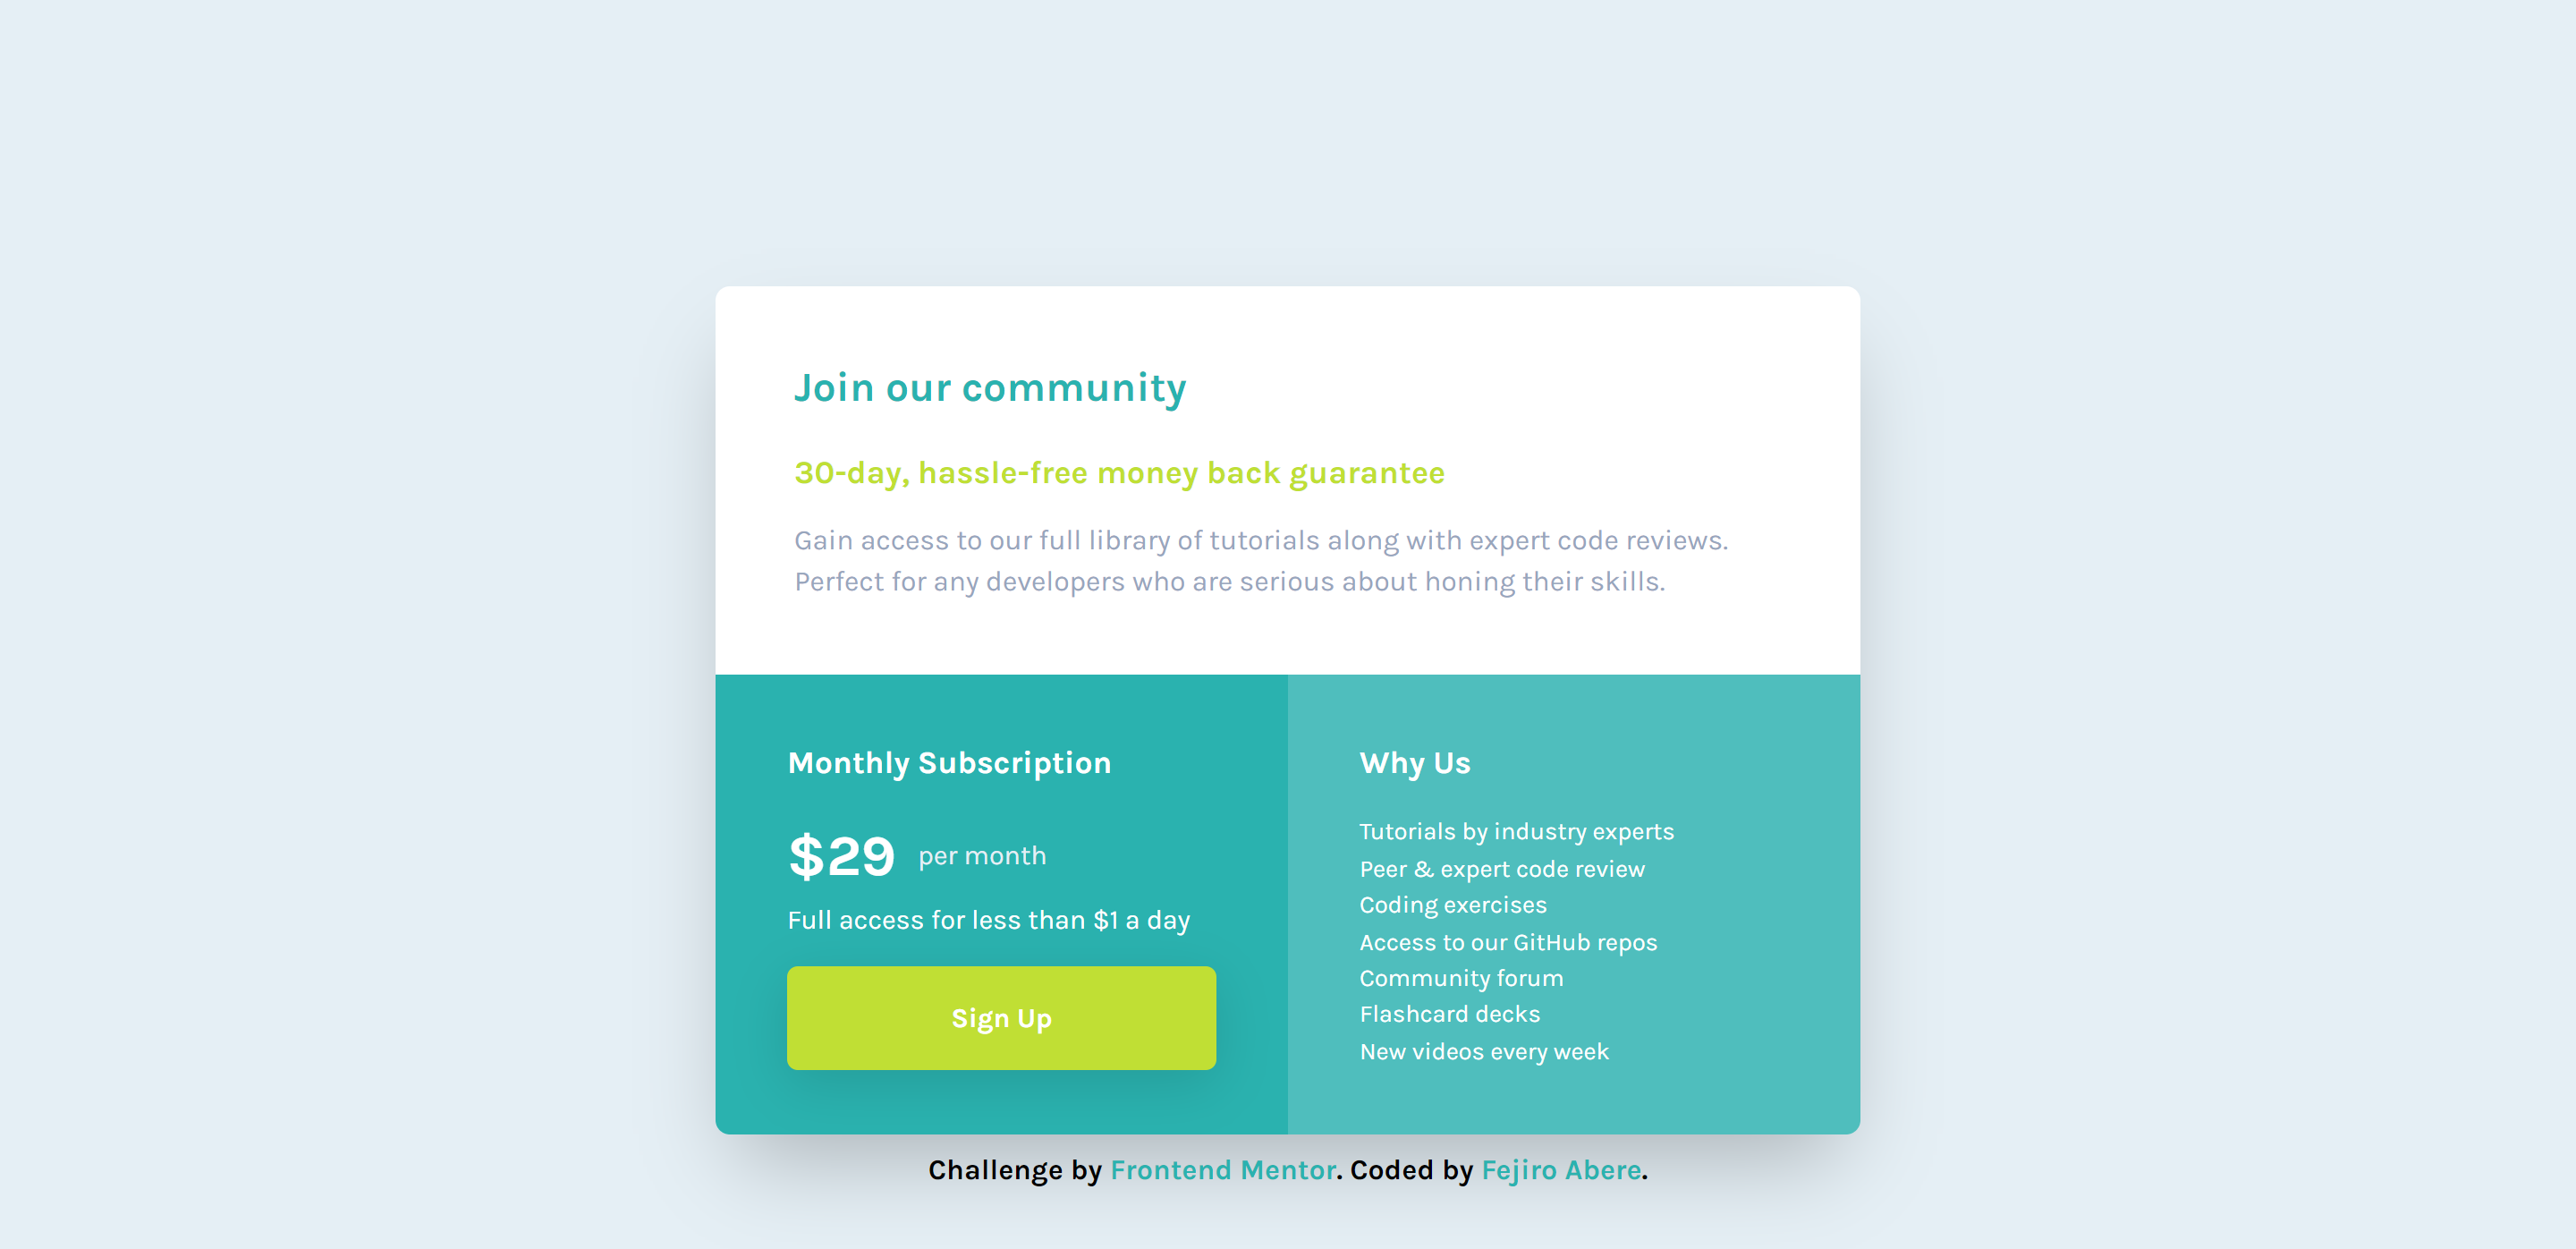 Join our community
30-day, hassle-free money back guarantee
Gain access to our full library of tutorials along with expert code reviews.
Perfect for any developers who are serious about honing their skills.
Monthly Subscription
$29 per month
Full access for less than $1 a day
Sign Up
Why Us
Tutorials by industry experts
Peer & expert code review
Coding exercises
Access to our GitHub repos
Community forum
Flashcard decks
New videos every week
Challenge by Frontend Mentor. Coded by Fejiro Abere.